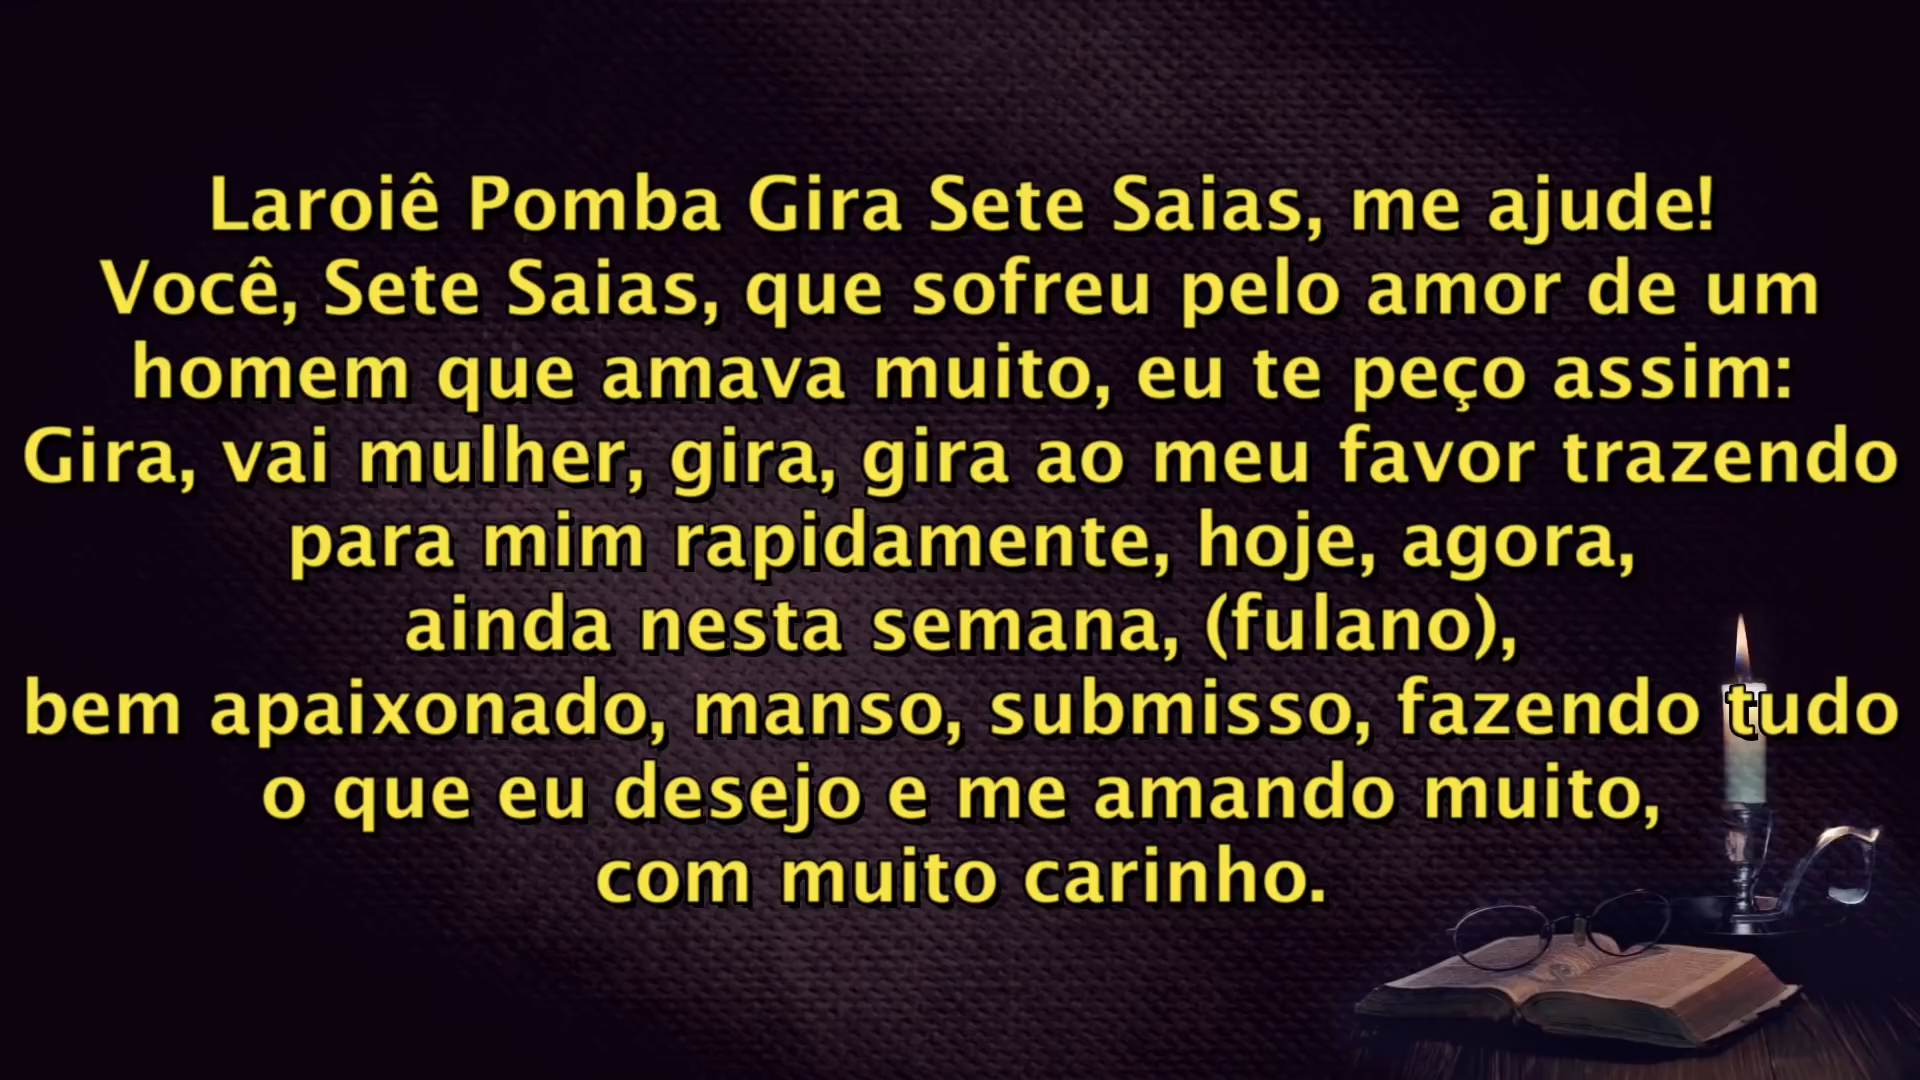 Laroiê Pomba Gira Sete Saias, me ajude!
Você, Sete Saias, que sofreu pelo amor de um
homem que amava muito, eu te peço assim:
Gira, vai mulher, gira, gira ao meu favor trazendo
para mim rapidamente, hoje, agora,
ainda nesta semana, (fulano),
bem apaixonado, manso, submisso, fazendo tudo
o que eu desejo e me amando muito,
com muito carinho.